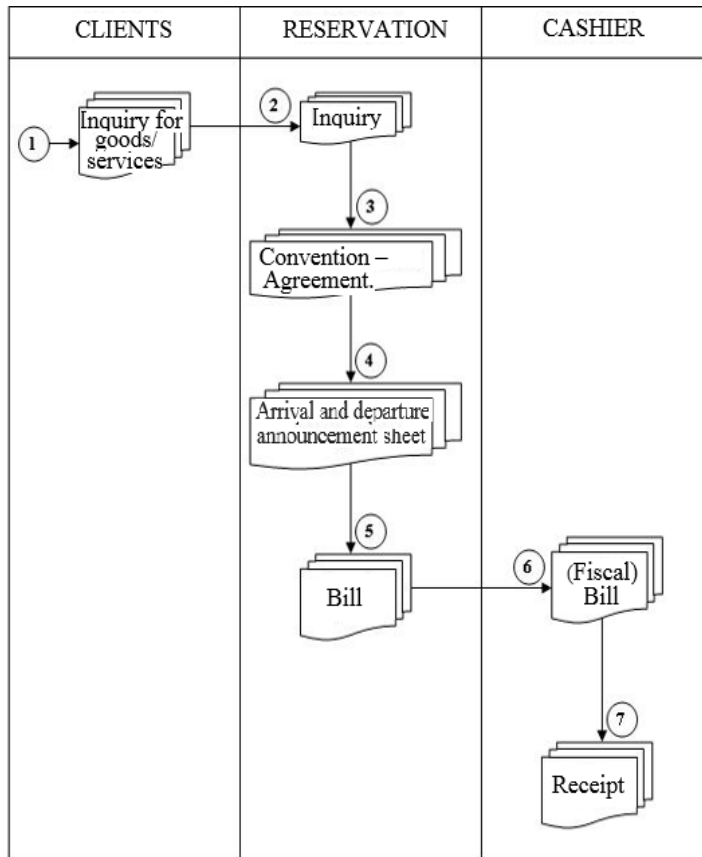 CLIENTS
RESERVATION
CASHIER
1
Inquiry for
goods/
services
2
Inquiry
3
Convention –
Agreement.
4
Arrival and departure
announcement sheet
5
Bill
6
(Fiscal)
Bill
7
Receipt